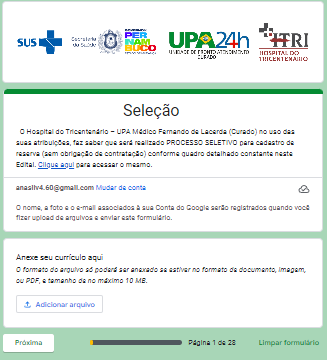 SUS
Secretaria
da Saúde
PER
NAMBUCO
UPA24h
UNIDADE DE PRONTO ATENDIMENTO
CURADO
HTRI
HOSPITAL DO
TRICENTENÁRIO
Seleção
O Hospital do Tricentenário – UPA Médico Fernando de Lacerda (Curado) no uso das
suas atribuições, faz saber que será realizado PROCESSO SELETIVO para cadastro de
reserva (sem obrigação de contratação) conforme quadro detalhado constante neste
Edital. Clique aqui para acessar o mesmo.
anasilv4.60@gmail.com Mudar de conta
O nome, a foto e o e-mail associados à sua Conta do Google serão registrados quando você
fizer upload de arquivos e enviar este formulário.
Anexe seu currículo aqui
O formato do arquivo só poderá ser anexado se estiver no formato de documento, imagem,
ou PDF, e tamanho de no máximo 10 MB.
Adicionar arquivo
Próxima
Página 1 de 28
Limpar formulário